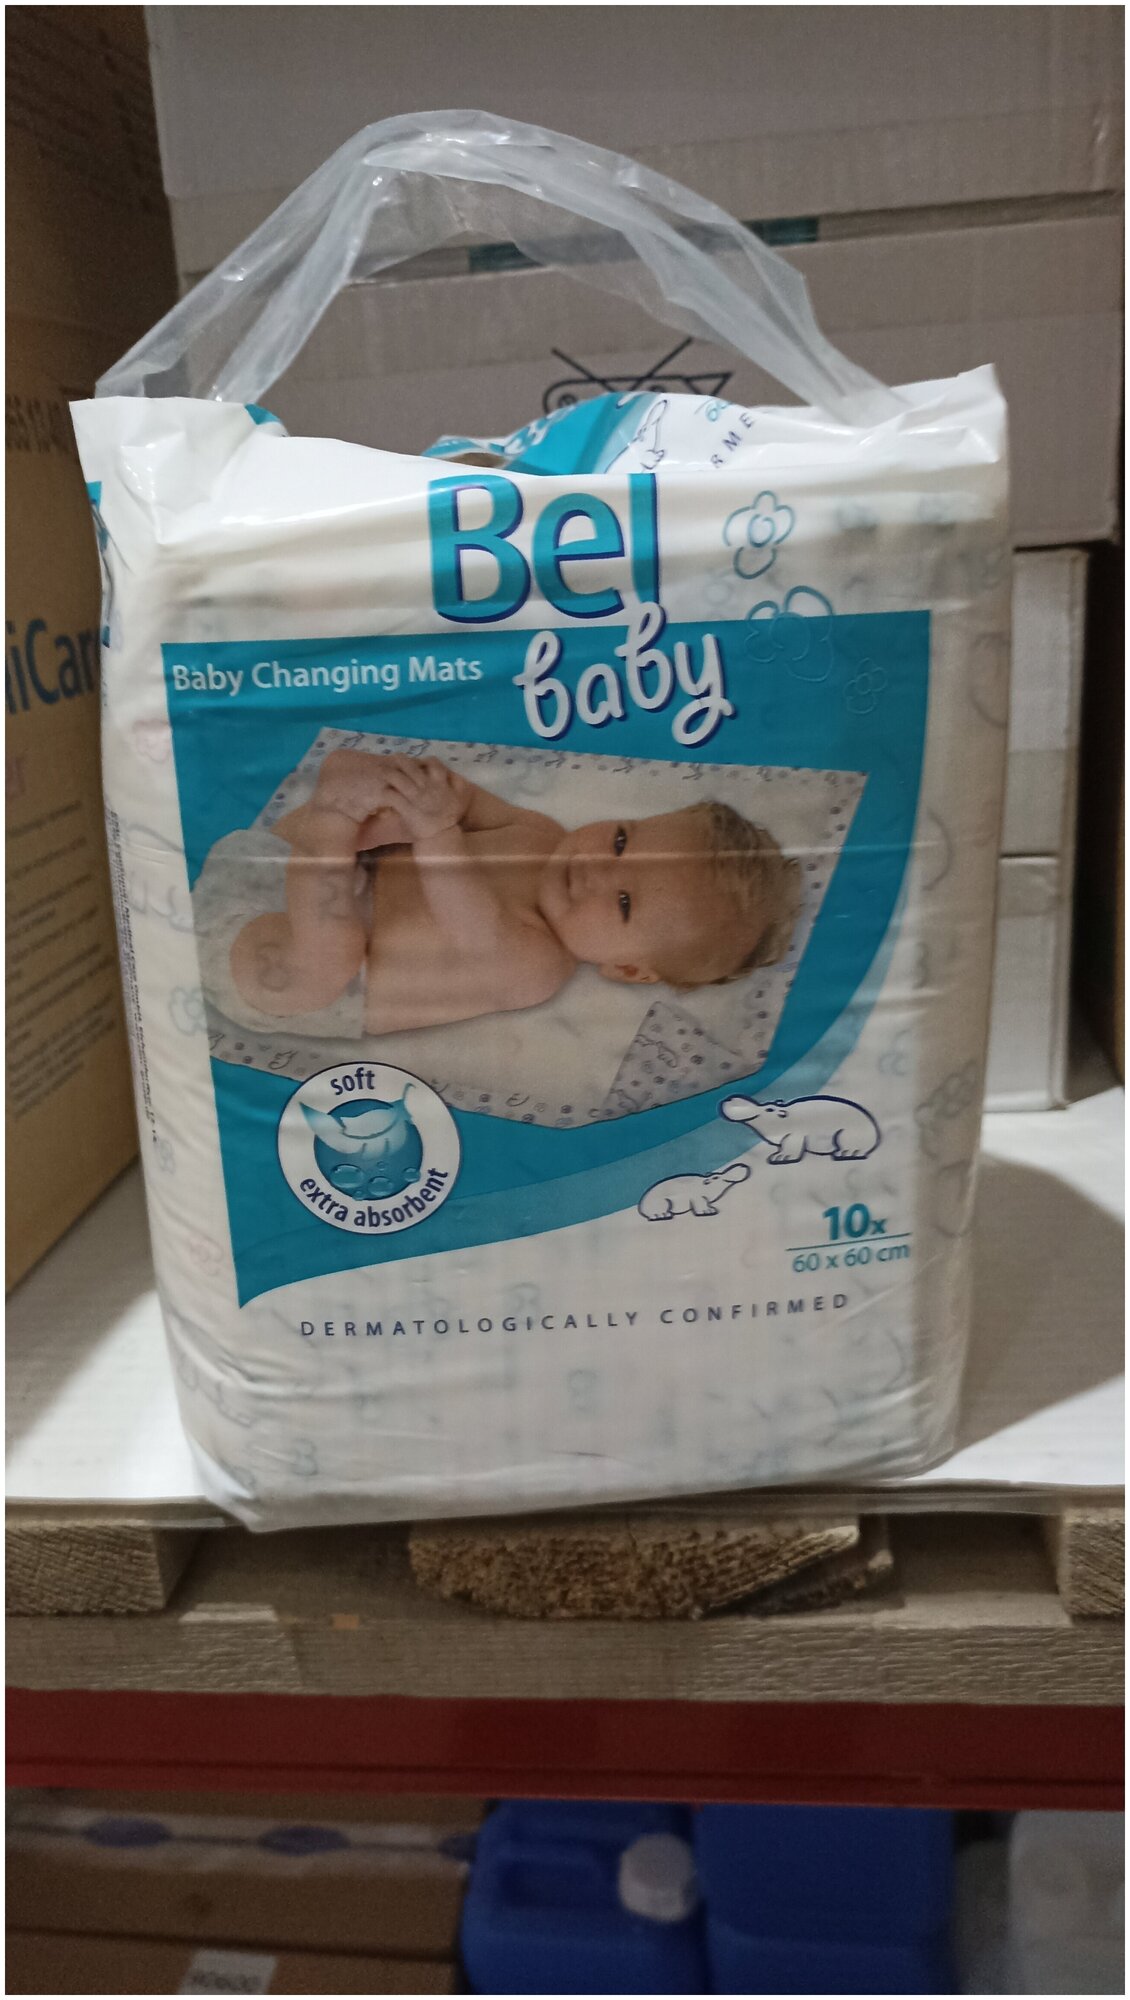 Bel
baby
Baby Changing Mats
soft
extra absorbent
10x
60 x 60 cm
DERMATOLOGICALLY CONFIRMED